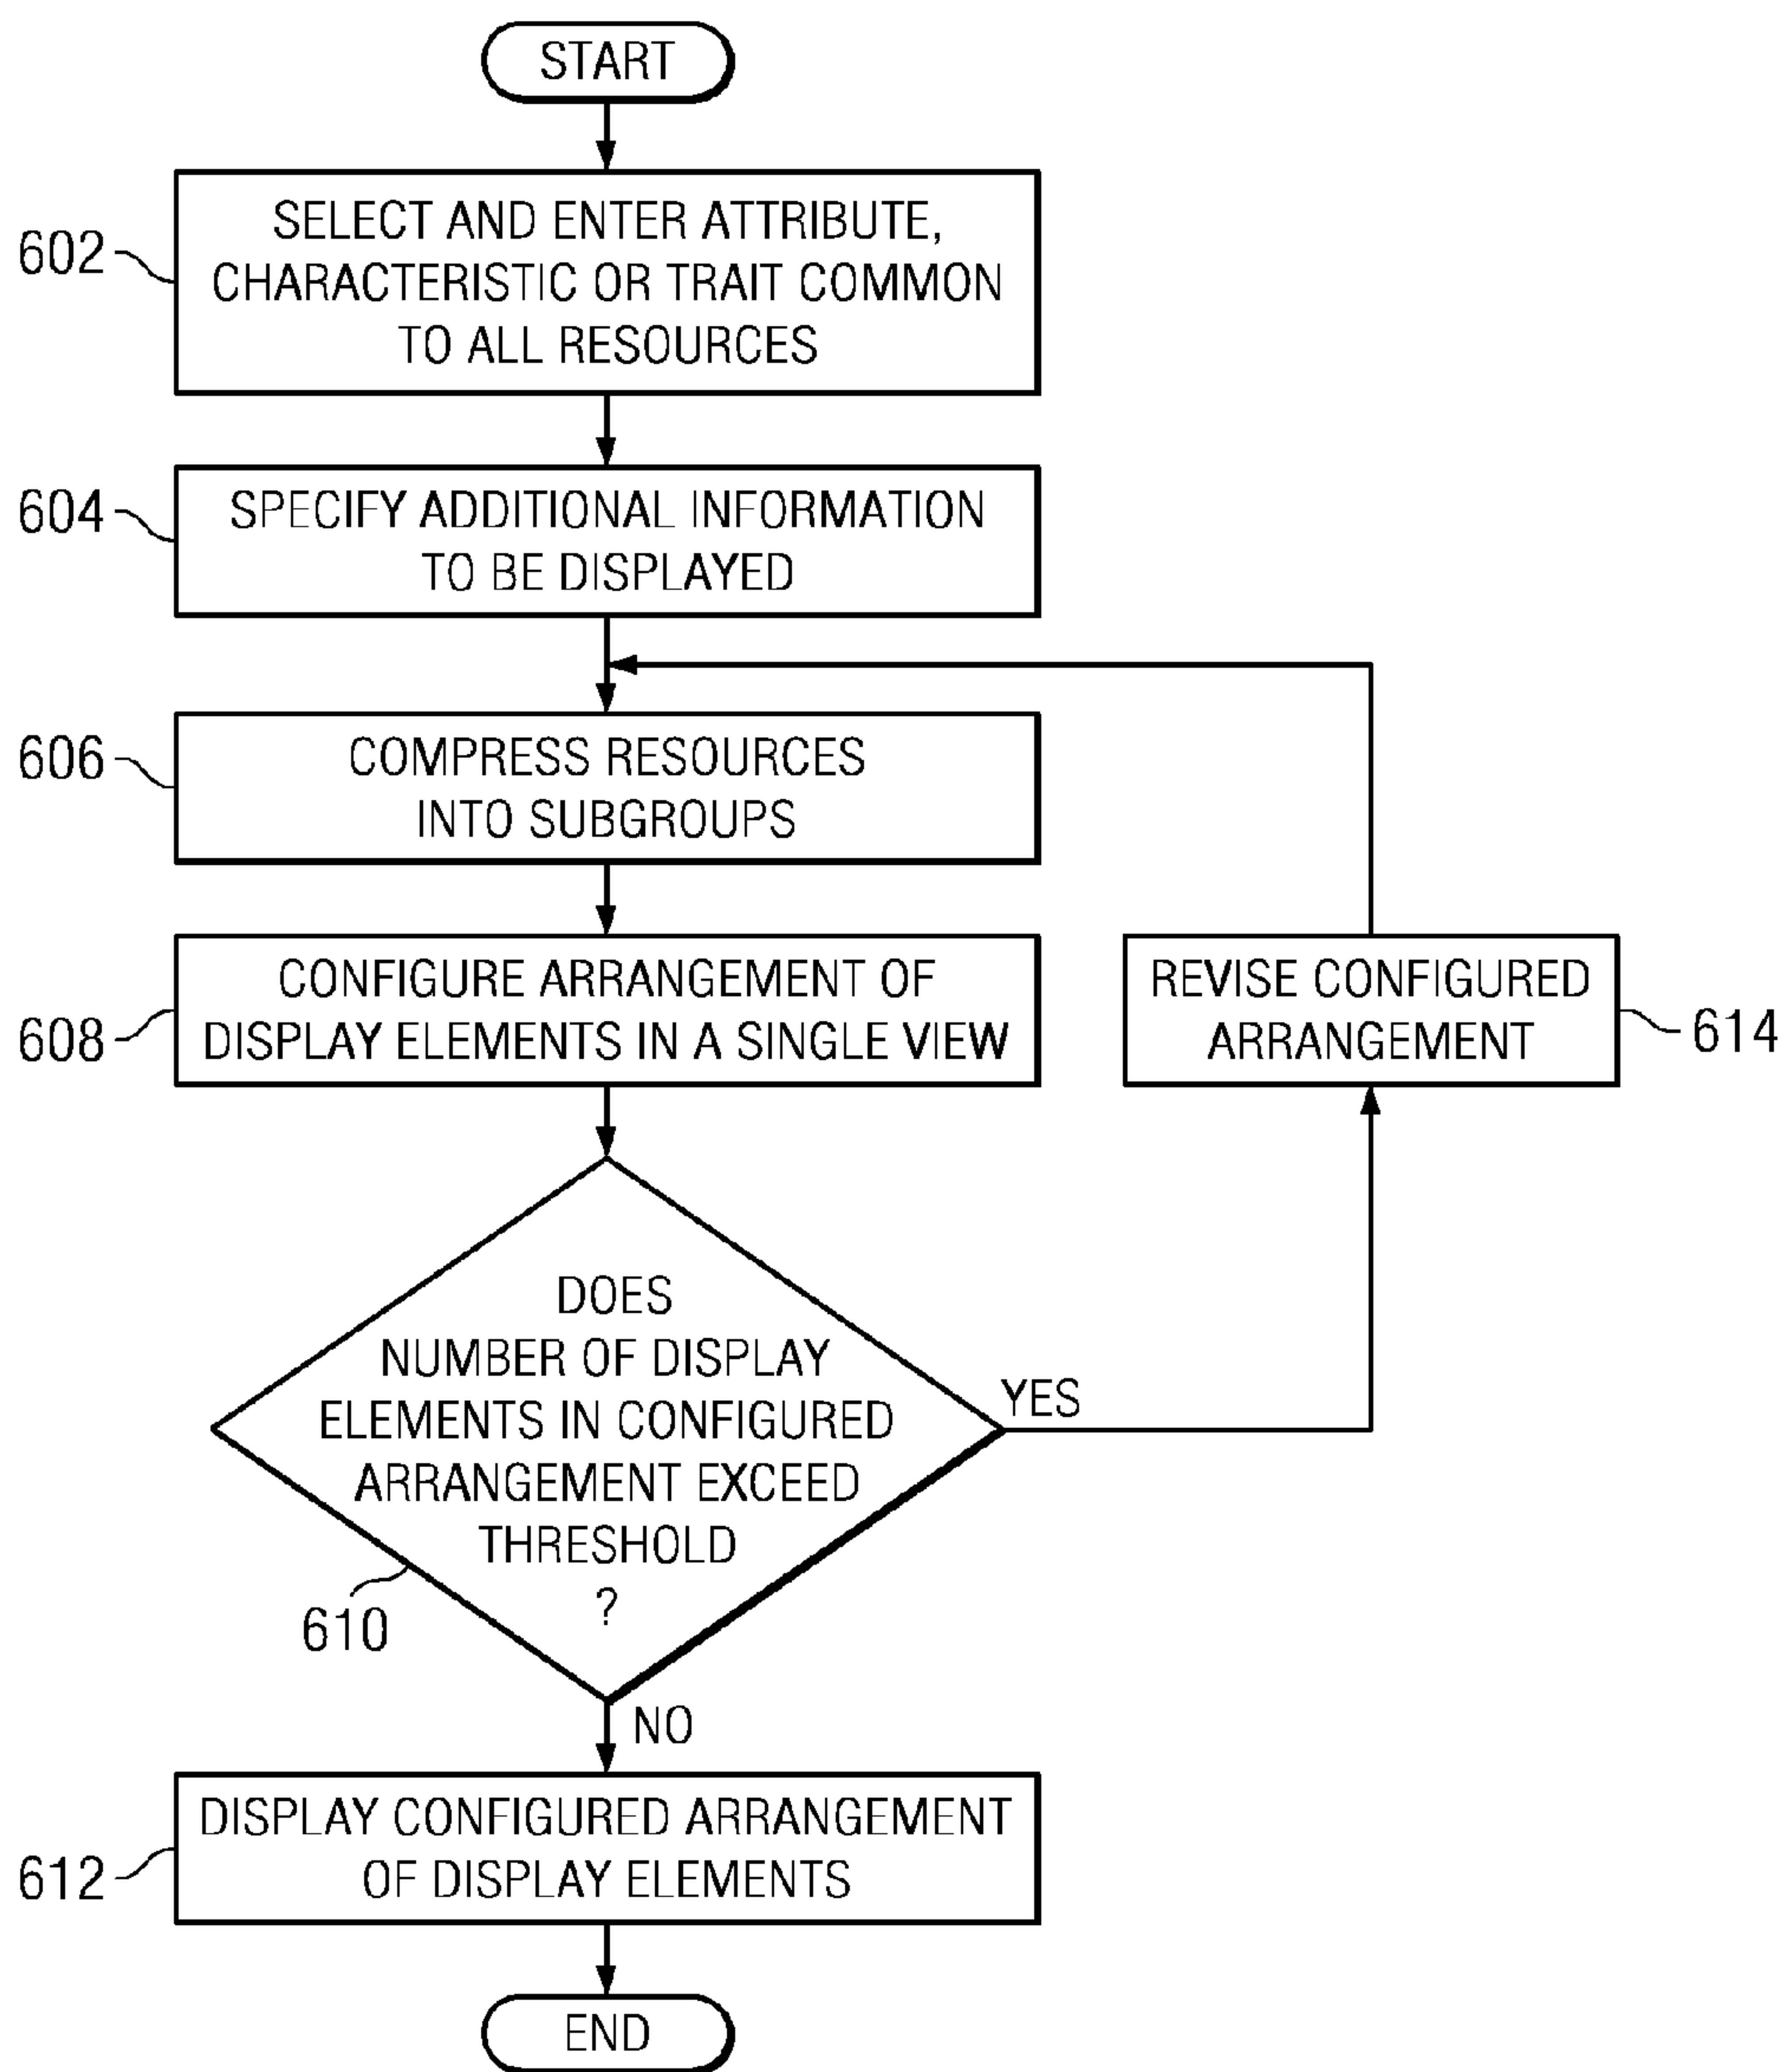 START
602
SELECT AND ENTER ATTRIBUTE,
CHARACTERISTIC OR TRAIT COMMON
TO ALL RESOURCES
604
SPECIFY ADDITIONAL INFORMATION
TO BE DISPLAYED
606
COMPRESS RESOURCES
INTO SUBGROUPS
608
CONFIGURE ARRANGEMENT OF
DISPLAY ELEMENTS IN A SINGLE VIEW
REVISE CONFIGURED
ARRANGEMENT
614
DOES
NUMBER OF DISPLAY
ELEMENTS IN CONFIGURED
ARRANGEMENT EXCEED
THRESHOLD
?
YES
610
NO
612
DISPLAY CONFIGURED ARRANGEMENT
OF DISPLAY ELEMENTS
END